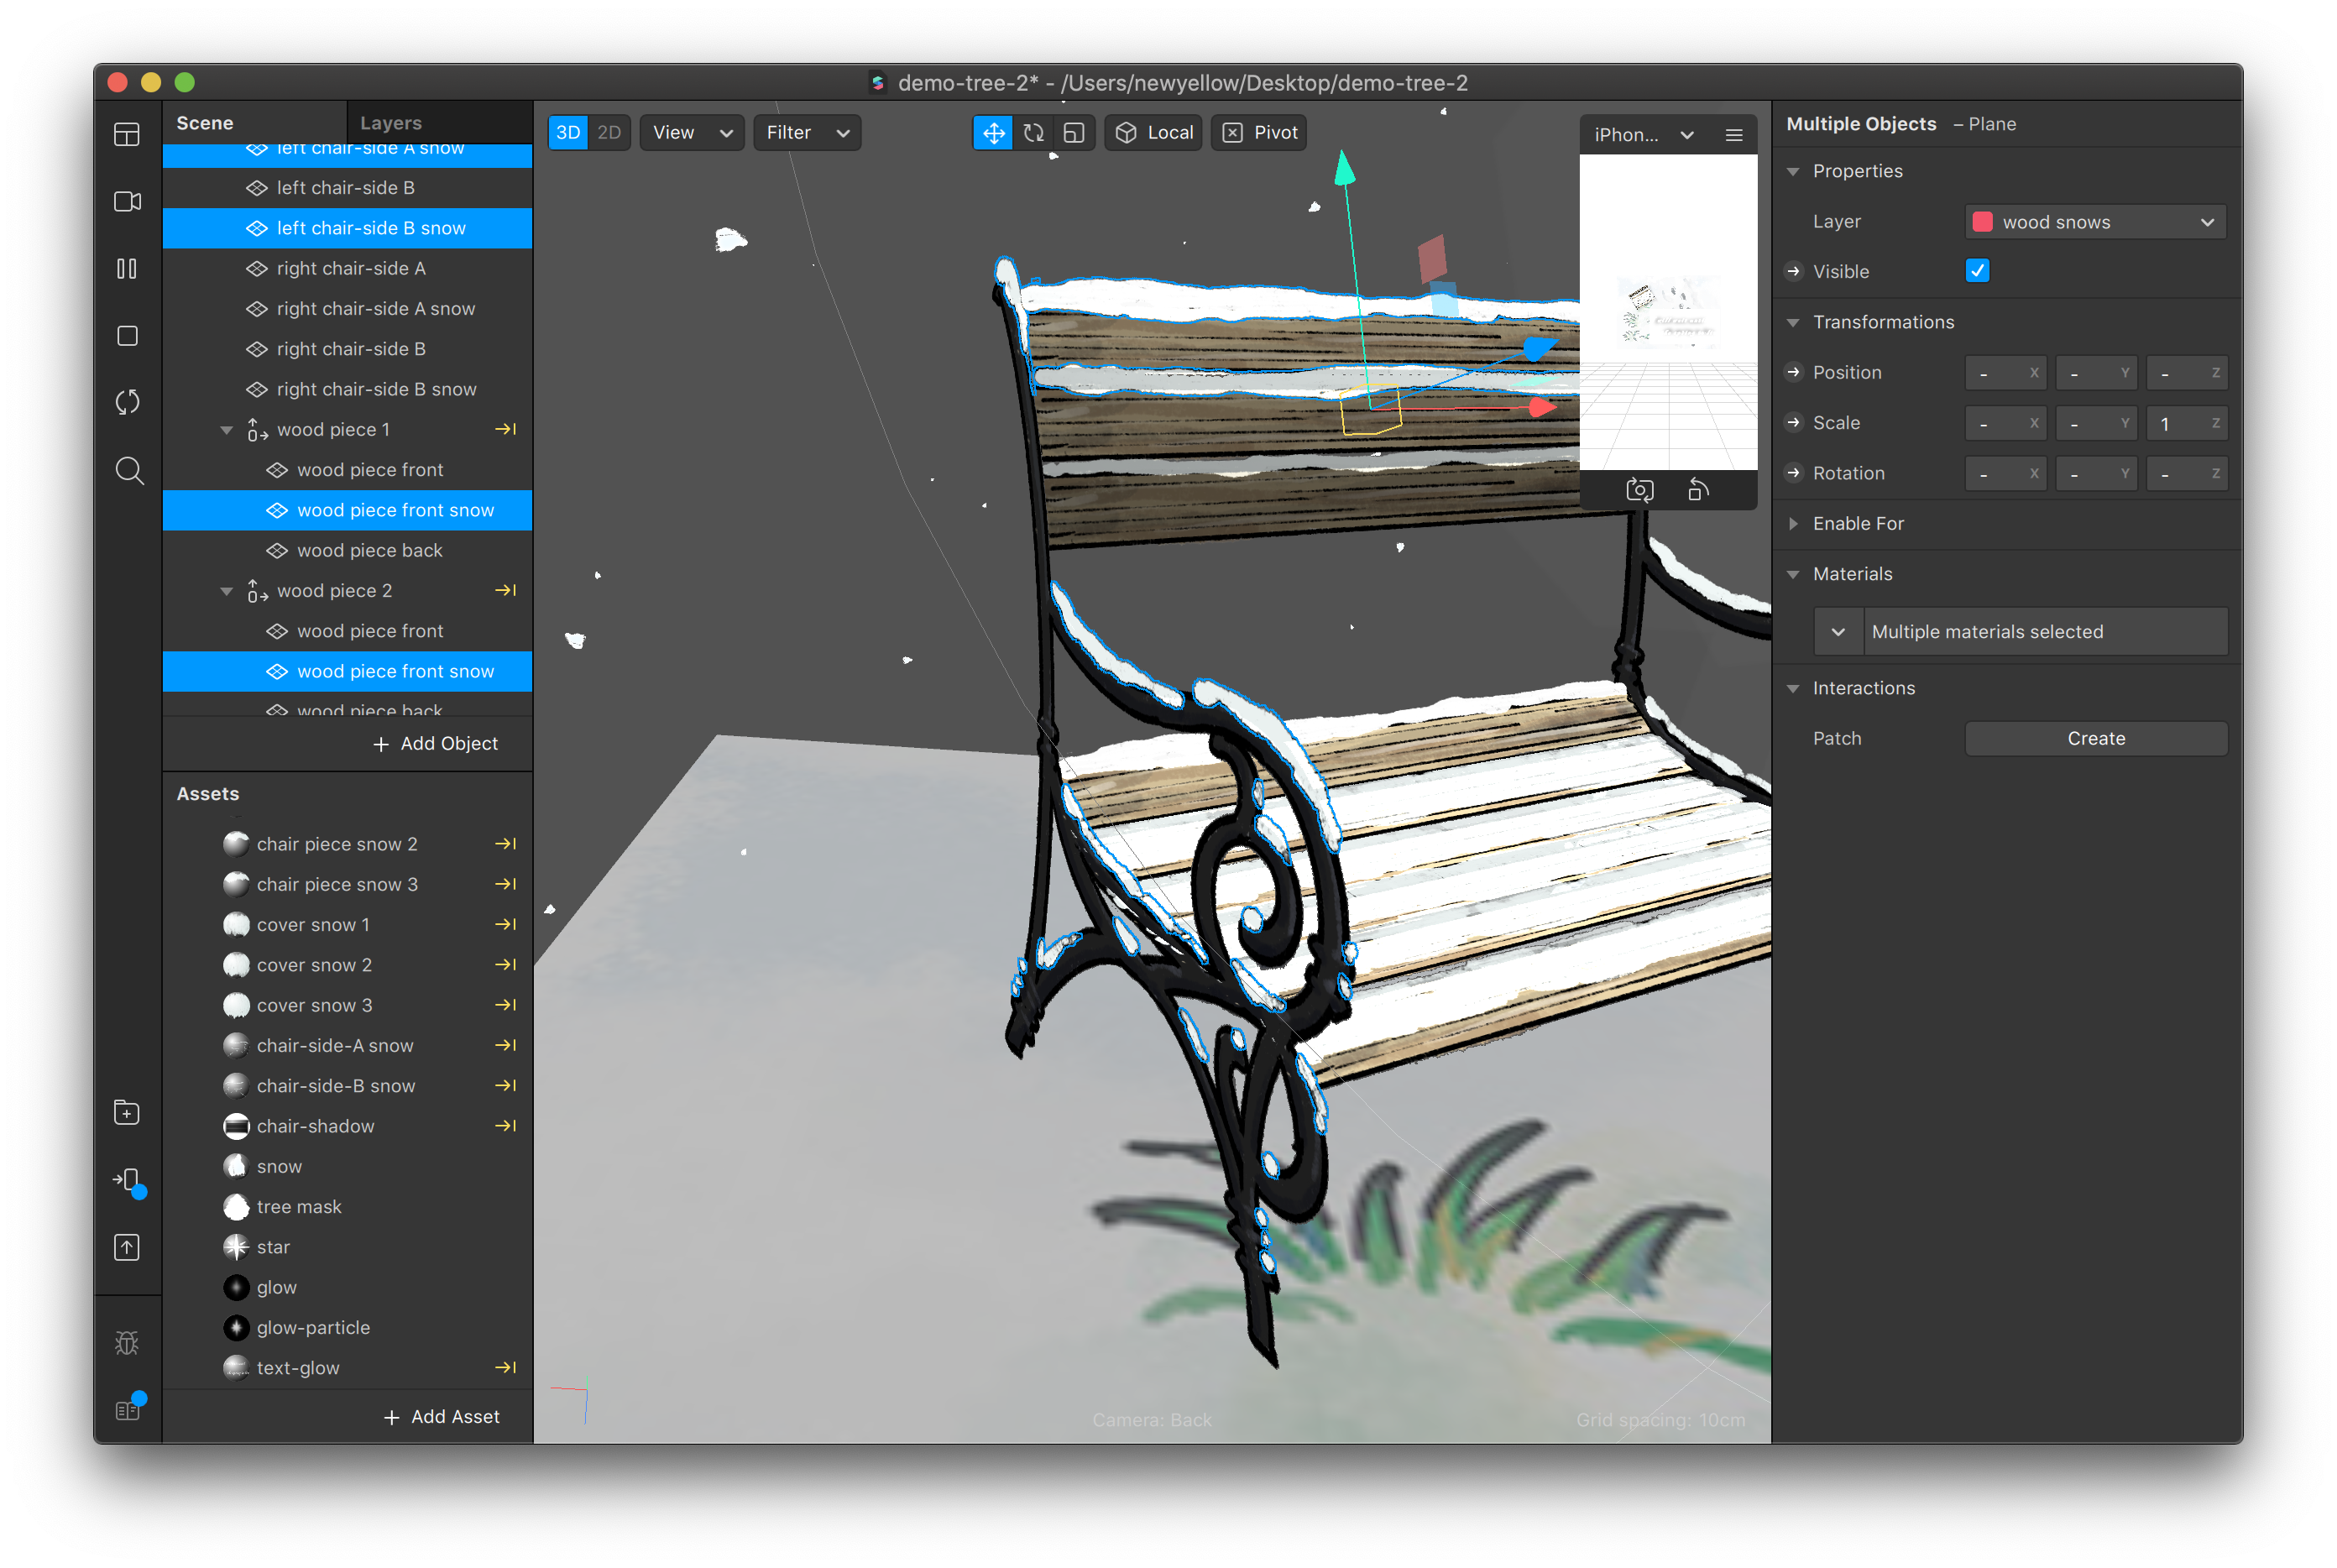 demo-tree-2* - /Users/newyellow/Desktop/demo-tree-2
Scene
Layers
left chair-side A snow
left chair-side B
left chair-side B snow
right chair-side A
right chair-side A snow
right chair-side B
right chair-side B snow
wood piece 1
wood piece front
wood piece front snow
wood piece back
wood piece 2
wood piece front
wood piece front snow
wood piece back
+ Add Object
Assets
chair piece snow 2
chair piece snow 3
cover snow 1
cover snow 2
cover snow 3
chair-side-A snow
chair-side-B snow
chair-shadow
snow
tree mask
star
glow
glow-particle
text-glow
+ Add Asset
3D 2D View Filter Local Pivot
iPhon...
Camera: Back
Grid spacing: 10cm
Multiple Objects – Plane
Properties
Layer wood snows
Visible
Transformations
Position - X - Y - Z
Scale - X - Y 1 Z
Rotation - X - Y - Z
Enable For
Materials
Multiple materials selected
Interactions
Patch Create